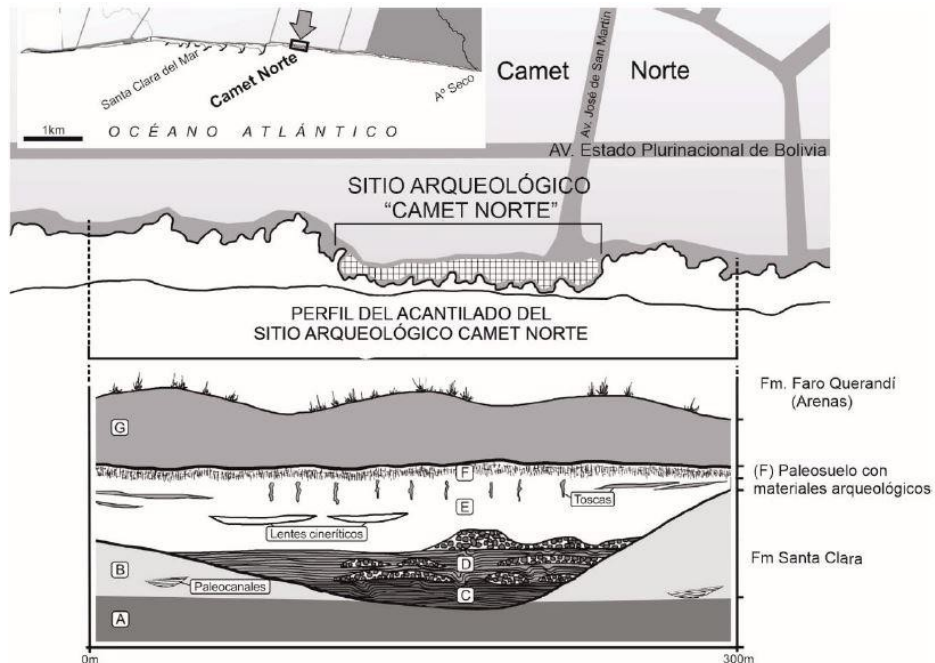 Santa Clara del Mar
Camet Norte
Aº Seco
1km
OCÉANO ATLÁNTICO
Camet Norte
Av. José de San Martín
AV. Estado Plurinacional de Bolivia
SITIO ARQUEOLÓGICO
“CAMET NORTE”
PERFIL DEL ACANTILADO DEL
SITIO ARQUEOLÓGICO CAMET NORTE
Fm. Faro Querandí
(Arenas)
G
F
(F) Paleosuelo con
materiales arqueológicos
E
Toscas
Lentes cineríticos
D
Fm Santa Clara
B
Paleocanales
C
A
0m
300m